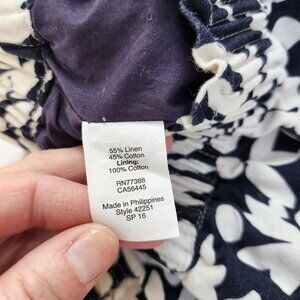 55% Linen
45% Cotton
Lining:
100% Cotton
RN77388
CA56445
Made in Philippines
Style 42251
SP 16